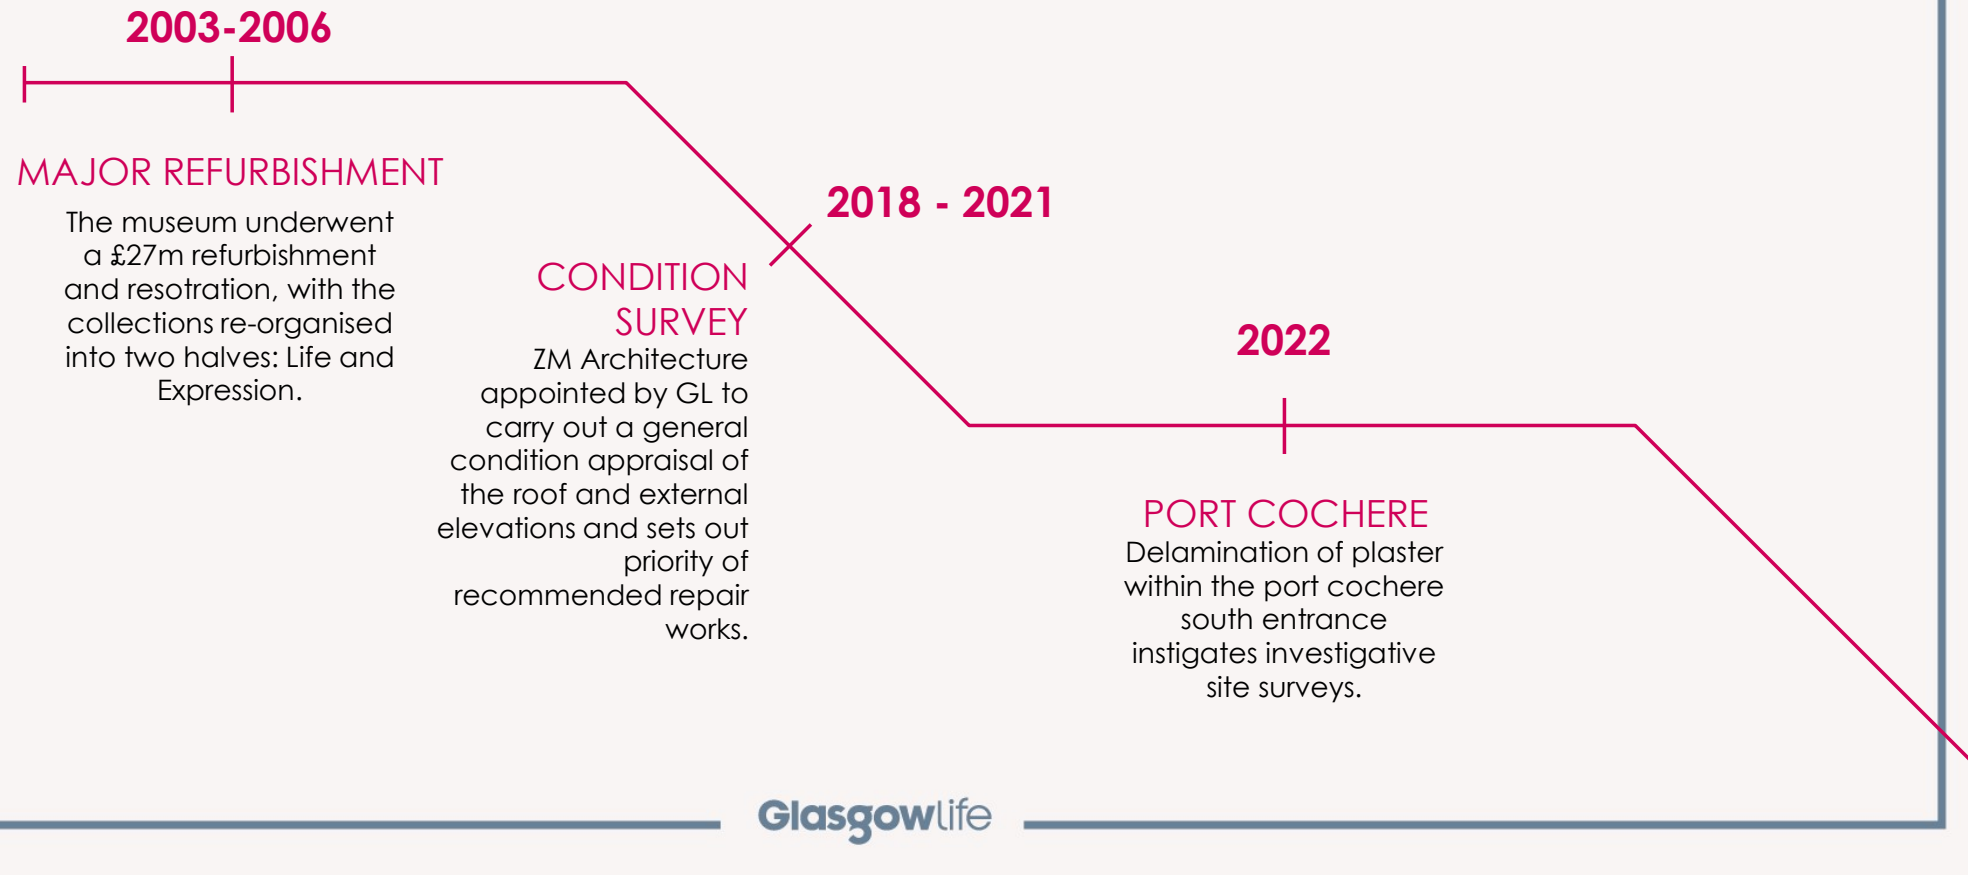 2003-2006
MAJOR REFURBISHMENT
The museum underwent
a £27m refurbishment
and resotration, with the
collections re-organised
into two halves: Life and
Expression.
2018 - 2021
CONDITION
SURVEY
ZM Architecture
appointed by GL to
carry out a general
condition appraisal of
the roof and external
elevations and sets out
priority of
recommended repair
works.
2022
PORT COCHERE
Delamination of plaster
within the port cochere
south entrance
instigates investigative
site surveys.
Glasgowlife